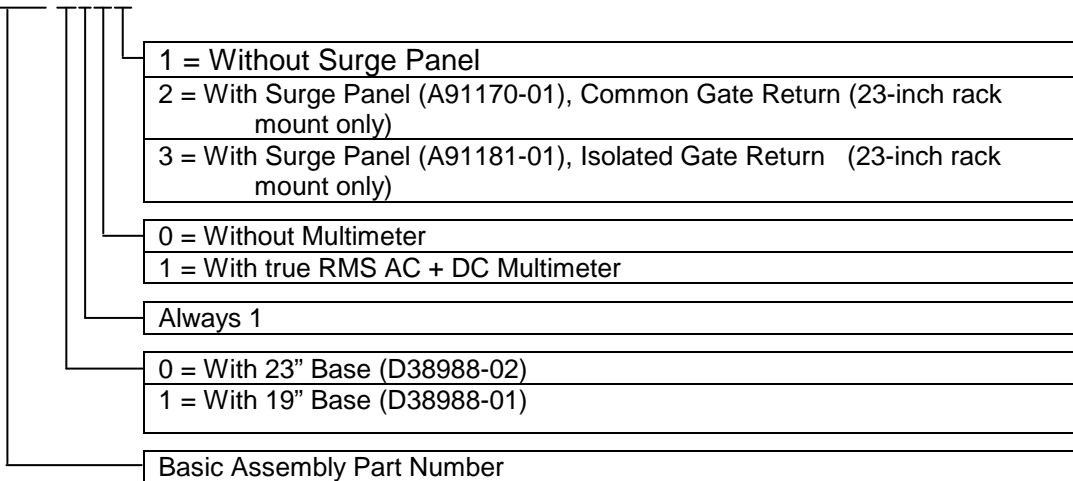 1 = Without Surge Panel
2 = With Surge Panel (A91170-01), Common Gate Return (23-inch rack
mount only)
3 = With Surge Panel (A91181-01), Isolated Gate Return (23-inch rack
mount only)
0 = Without Multimeter
1 = With true RMS AC + DC Multimeter
Always 1
0 = With 23” Base (D38988-02)
1 = With 19” Base (D38988-01)
Basic Assembly Part Number